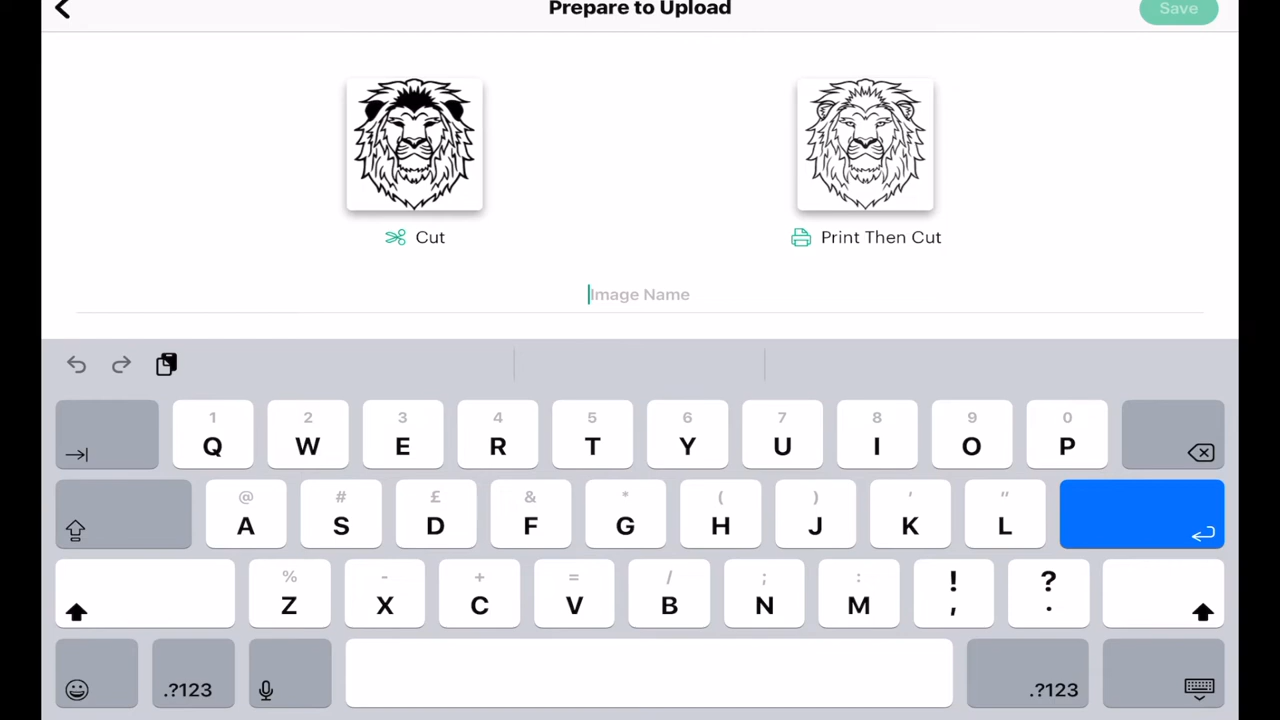 Prepare to Upload
Save
Cut
Print Then Cut
Image Name
1 2 3 4 5 6 7 8 9 0
Q W E R T Y U I O P
@ # £ & * ( ) ' "
A S D F G H J K L
% - + = / ; : ! ?
Z X C V B N M , .
.?123 .?123